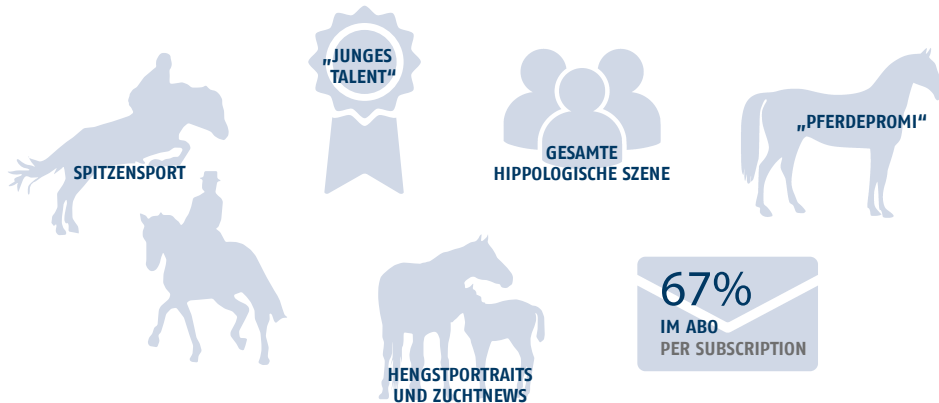 „JUNGES
TALENT“
SPITZENSPORT
GESAMTE
HIPPOLOGISCHE SZENE
„PFERDEPROMI“
HENGSTPORTRAITS
UND ZUCHTNEWS
67%
IM ABO
PER SUBSCRIPTION